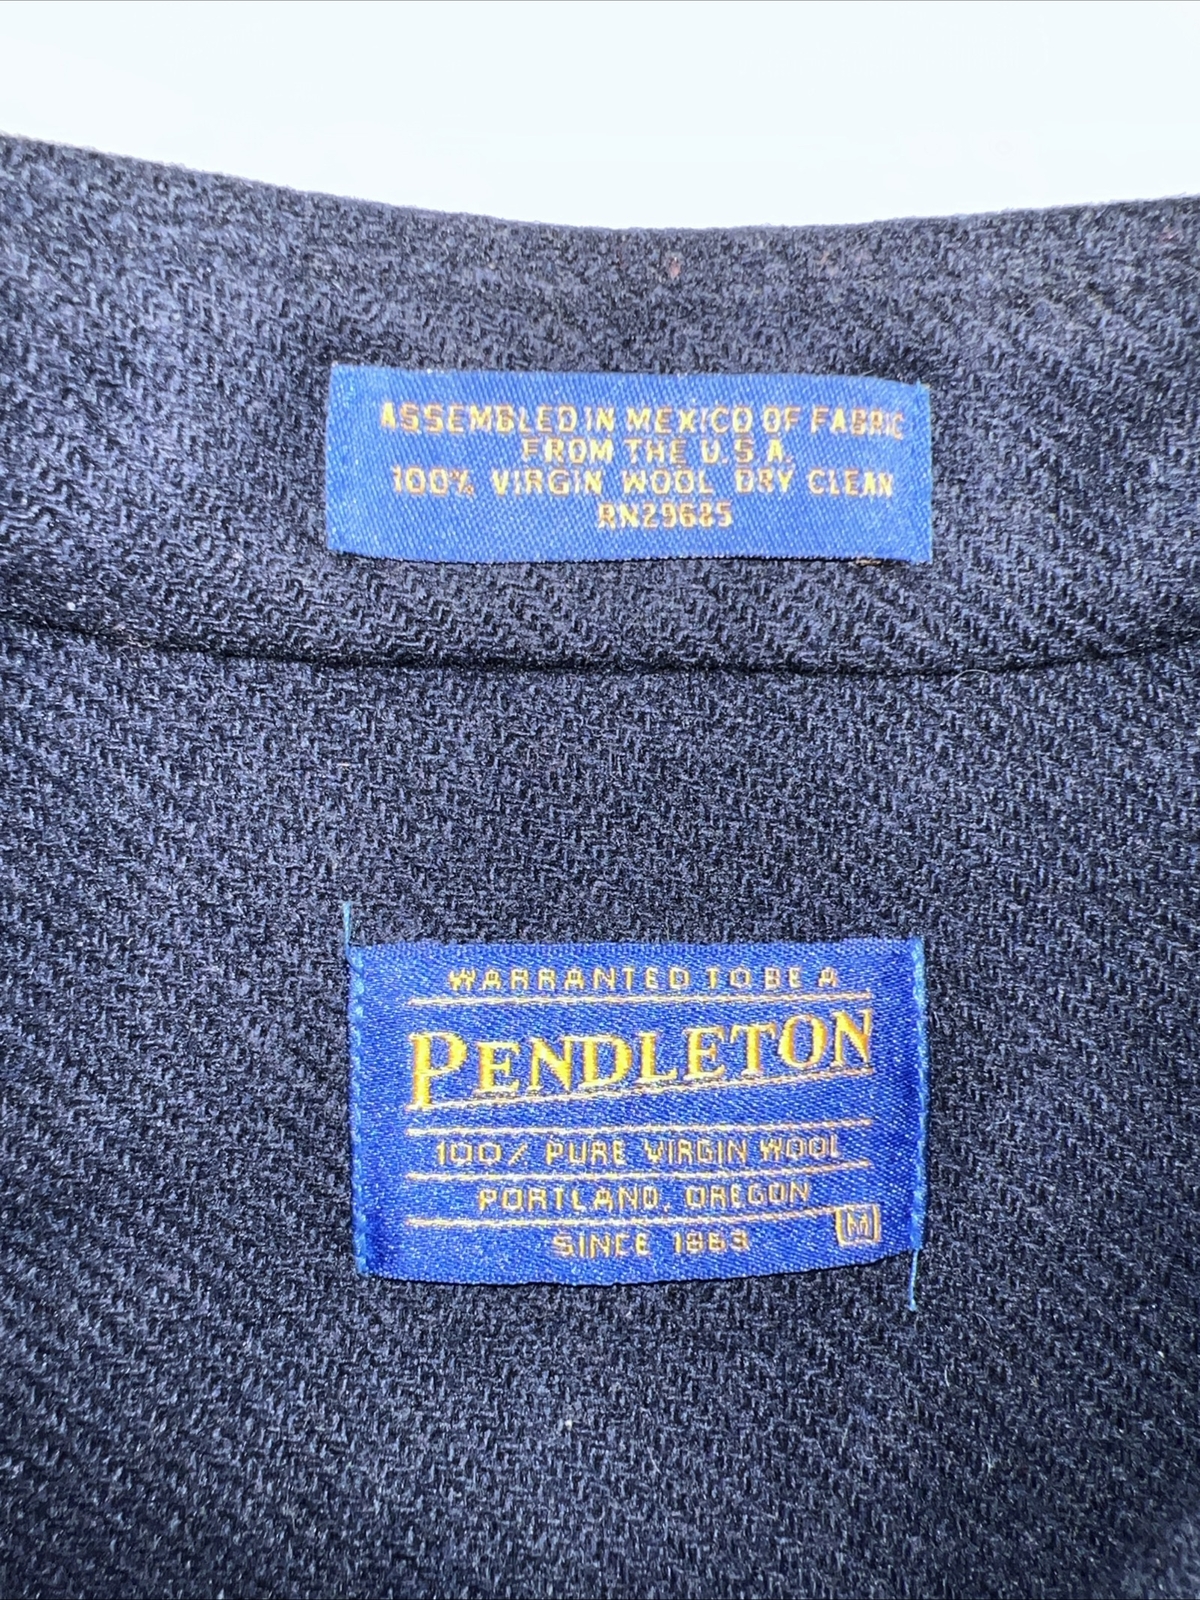 ASSEMBLED IN MEXICO OF FABRIC
FROM THE U.S.A.
100% VIRGIN WOOL DRY CLEAN
RN29685
WARRANTED TO BE A
PENDLETON
100% PURE VIRGIN WOOL
PORTLAND, OREGON
SINCE 1863
M